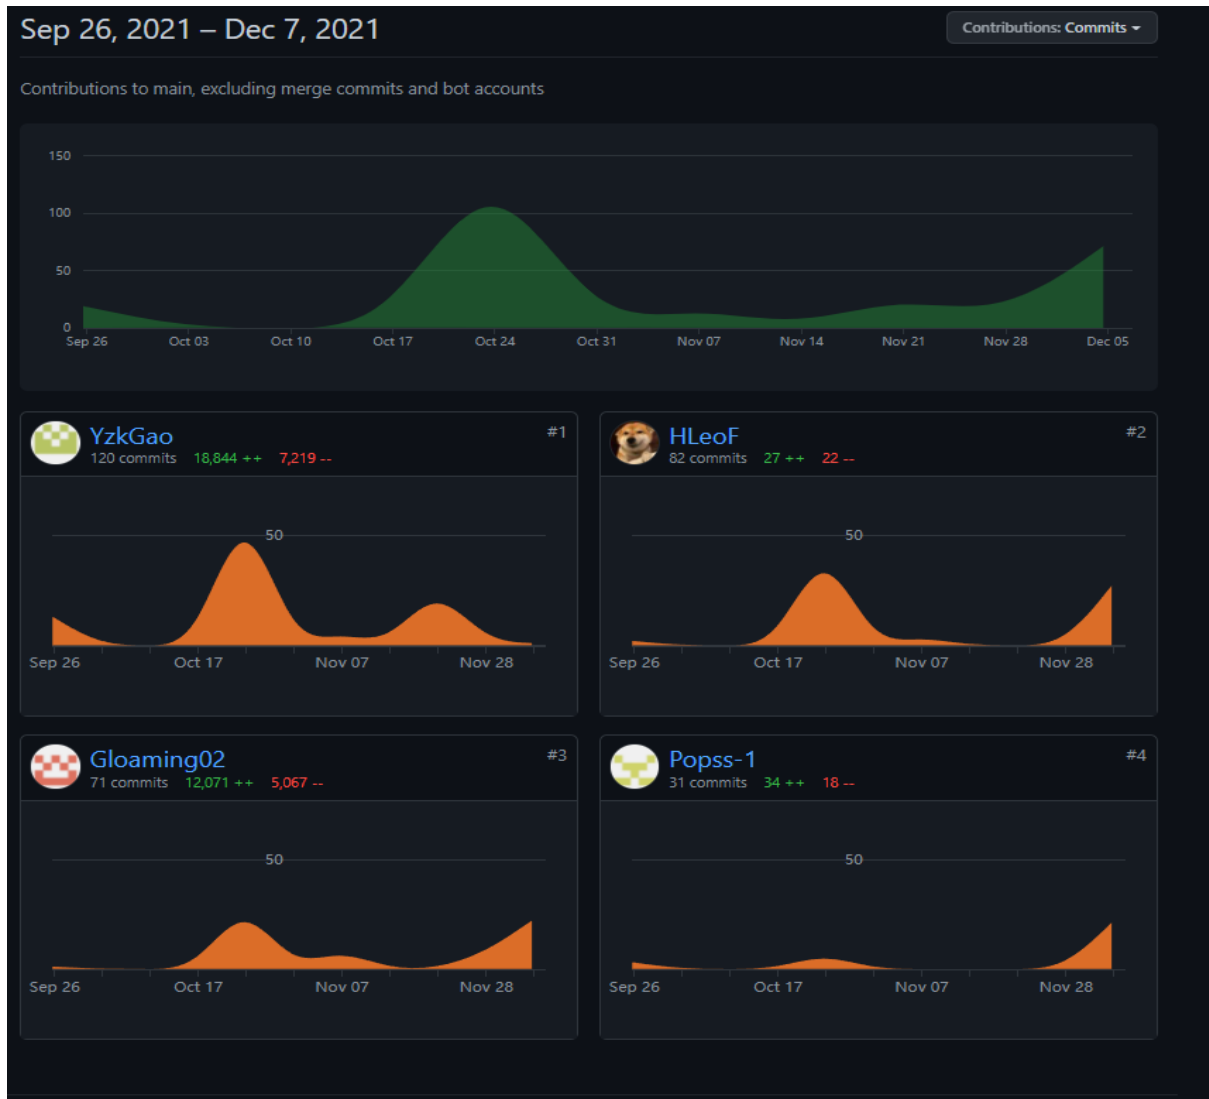 Sep 26, 2021 – Dec 7, 2021
Contributions: Commits
Contributions to main, excluding merge commits and bot accounts
150
100
50
0
Sep 26 Oct 03 Oct 10 Oct 17 Oct 24 Oct 31 Nov 07 Nov 14 Nov 21 Nov 28 Dec 05
YzkGao #1
120 commits 18,844 ++ 7,219 --
50
Sep 26 Oct 17 Nov 07 Nov 28
HLeoF #2
82 commits 27 ++ 22 --
50
Sep 26 Oct 17 Nov 07 Nov 28
Gloaming02 #3
71 commits 12,071 ++ 5,067 --
50
Sep 26 Oct 17 Nov 07 Nov 28
Popss-1 #4
31 commits 34 ++ 18 --
50
Sep 26 Oct 17 Nov 07 Nov 28